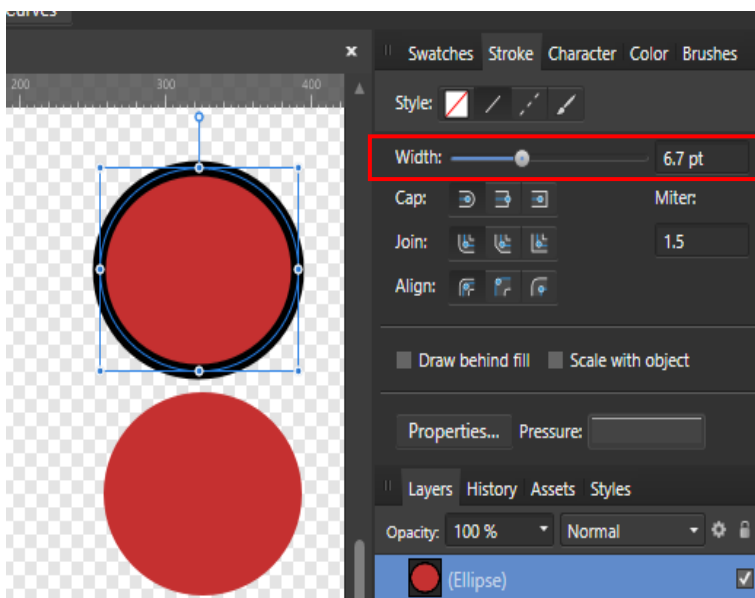 Curves
Swatches Stroke Character Color Brushes
200 300 400
Style:
Width: 6.7 pt
Cap: Miter:
Join: 1.5
Align:
Draw behind fill Scale with object
Properties... Pressure:
Layers History Assets Styles
Opacity: 100 % Normal
(Ellipse)